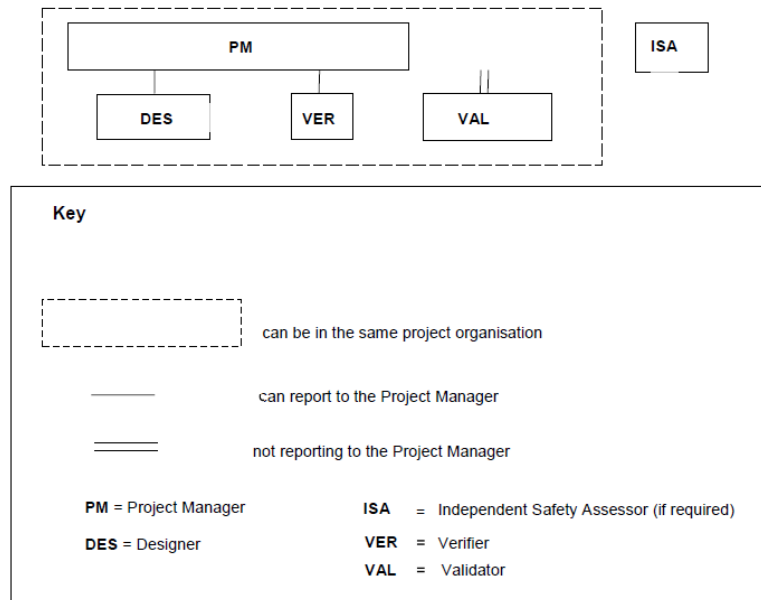 PM
ISA
DES
VER
VAL
Key
can be in the same project organisation
can report to the Project Manager
not reporting to the Project Manager
PM = Project Manager
ISA = Independent Safety Assessor (if required)
DES = Designer
VER = Verifier
VAL = Validator